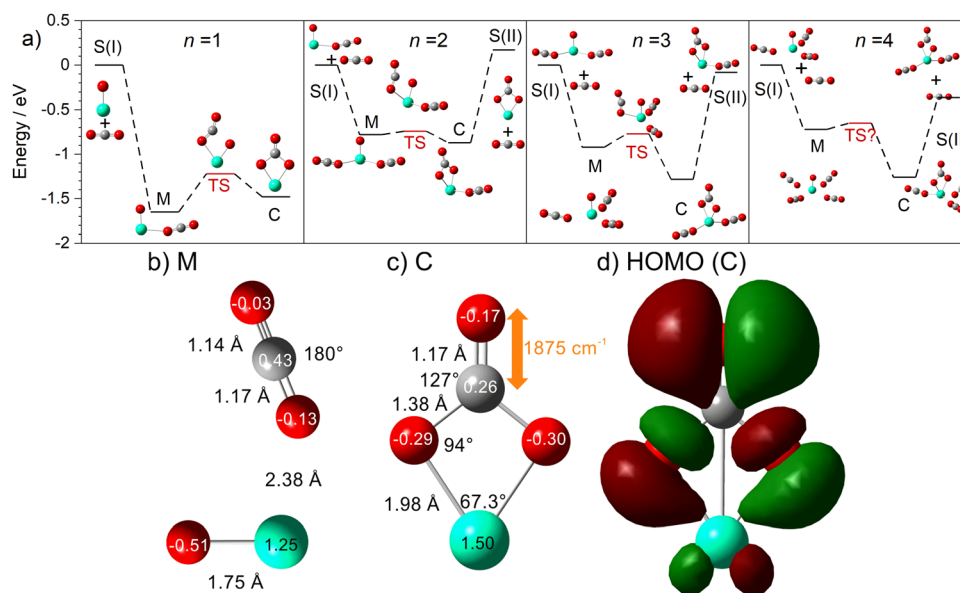 a)
Energy / eV
0.5
0
-0.5
-1
-1.5
-2
S(I)
n =1
+
M
TS
C
n =2
S(II)
+
S(I)
M
TS
C
+
n =3
+
+
S(I)
S(II)
M
TS
C
n =4
+
+
S(I)
S(I
M
TS?
C
b) M
c) C
d) HOMO (C)
-0.03
1.14 Å
0.43
180°
1.17 Å
-0.13
2.38 Å
-0.51
1.25
1.75 Å
-0.17
1.17 Å
1875 cm⁻¹
127°
0.26
1.38 Å
-0.29
94°
-0.30
1.98 Å
67.3°
1.50